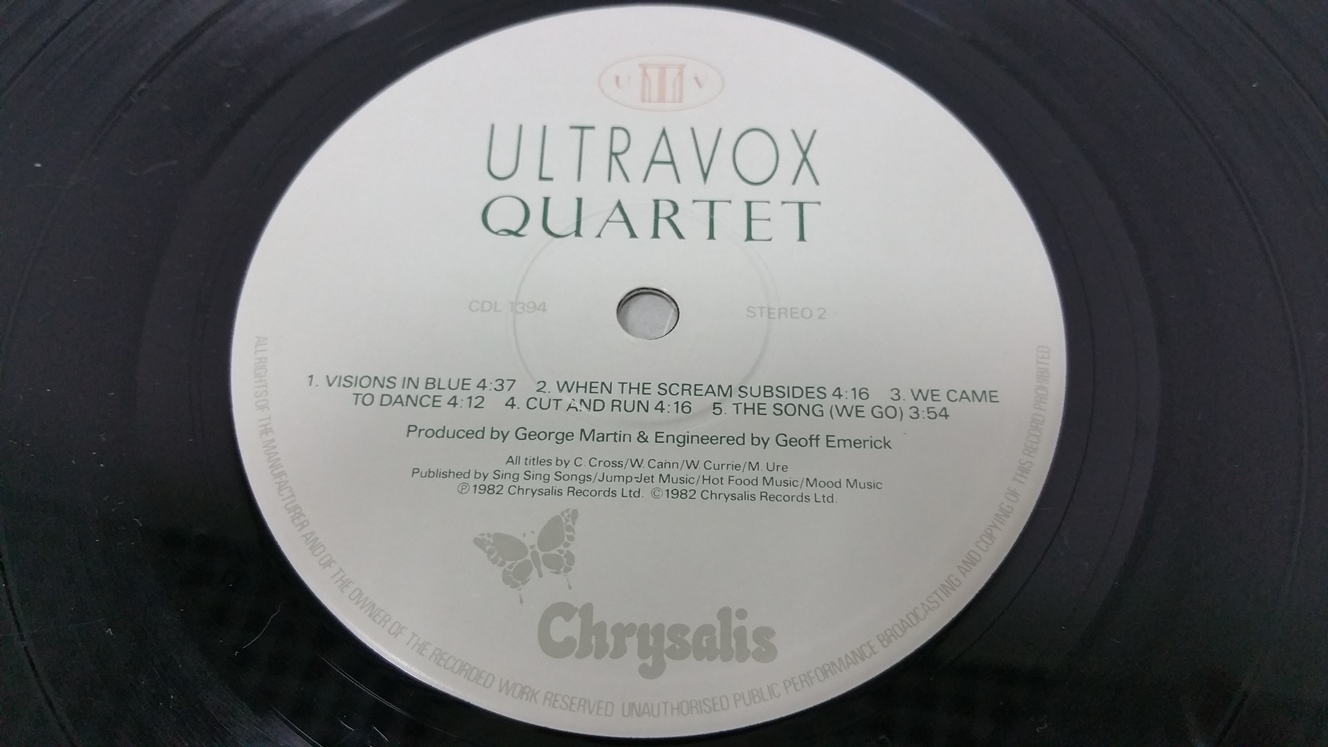 U V
ULTRAVOX
QUARTET
CDL 1394 STEREO 2
1. VISIONS IN BLUE 4:37 2. WHEN THE SCREAM SUBSIDES 4:16 3. WE CAME
TO DANCE 4:12 4. CUT AND RUN 4:16 5. THE SONG (WE GO) 3:54
Produced by George Martin & Engineered by Geoff Emerick
All titles by C. Cross/W. Cann/W. Currie/M. Ure
Published by Sing Sing Songs/Jump-Jet Music/Hot Food Music/Mood Music
℗1982 Chrysalis Records Ltd. ©1982 Chrysalis Records Ltd.
Chrysalis
ALL RIGHTS OF THE MANUFACTURER AND OF THE OWNER OF THE RECORDED WORK RESERVED UNAUTHORISED PUBLIC PERFORMANCE BROADCASTING AND COPYING OF THIS RECORD PROHIBITED